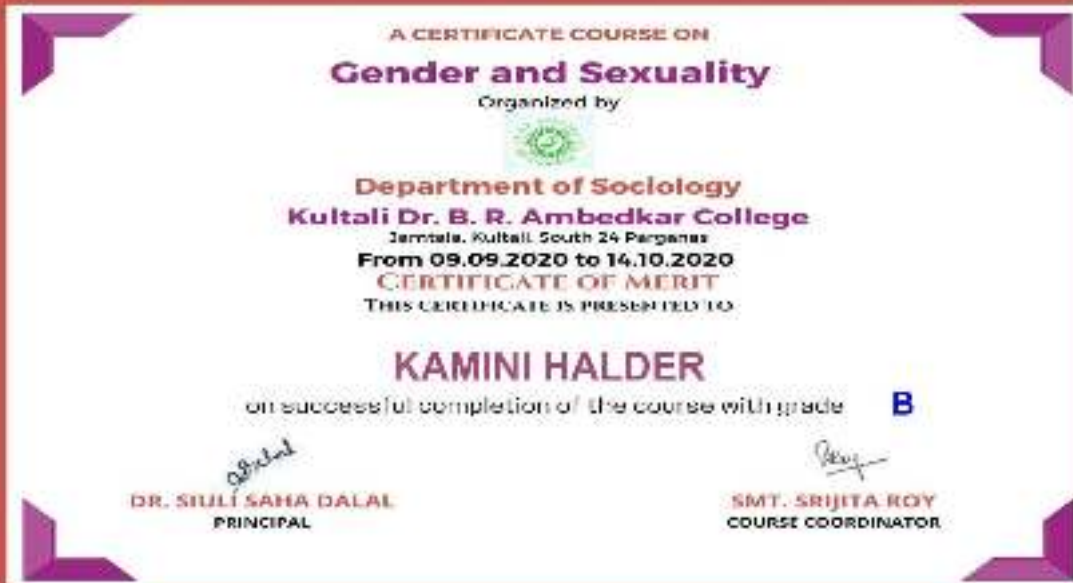 A CERTIFICATE COURSE ON
Gender and Sexuality
Organized by
Department of Sociology
Kultali Dr. B. R. Ambedkar College
Jamtala, Kultali, South 24 Parganas
From 09.09.2020 to 14.10.2020
CERTIFICATE OF MERIT
THIS CERTIFICATE IS PRESENTED TO
KAMINI HALDER
on successful completion of the course with grade B
DR. SIULI SAHA DALAL
PRINCIPAL
SMT. SRIJITA ROY
COURSE COORDINATOR